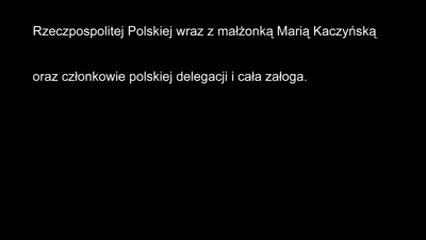 Rzeczpospolitej Polskiej wraz z małżonką Marią Kaczyńską
oraz członkowie polskiej delegacji i cała załoga.